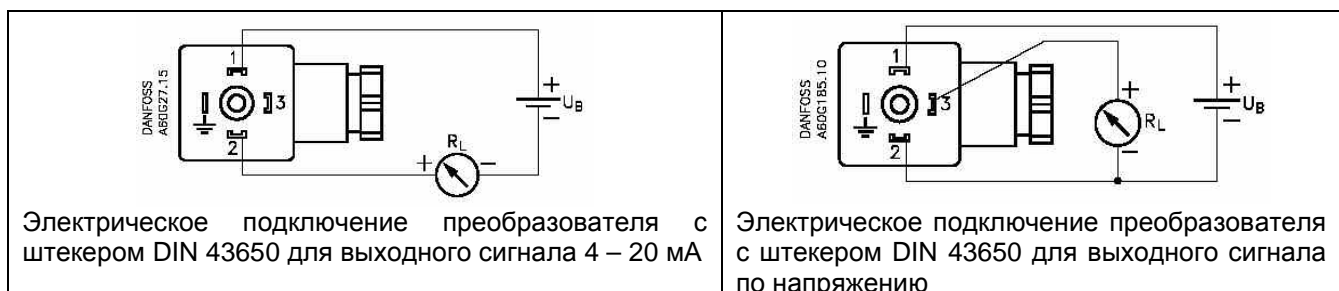 DANFOSS
A60G27.15
1
3
2
+
−
U_B
R_L
+
−
Электрическое подключение преобразователя с
штекером DIN 43650 для выходного сигнала 4 – 20 мА
DANFOSS
A60G185.10
1
3
2
+
−
R_L
+
−
U_B
Электрическое подключение преобразователя
с штекером DIN 43650 для выходного сигнала
по напряжению